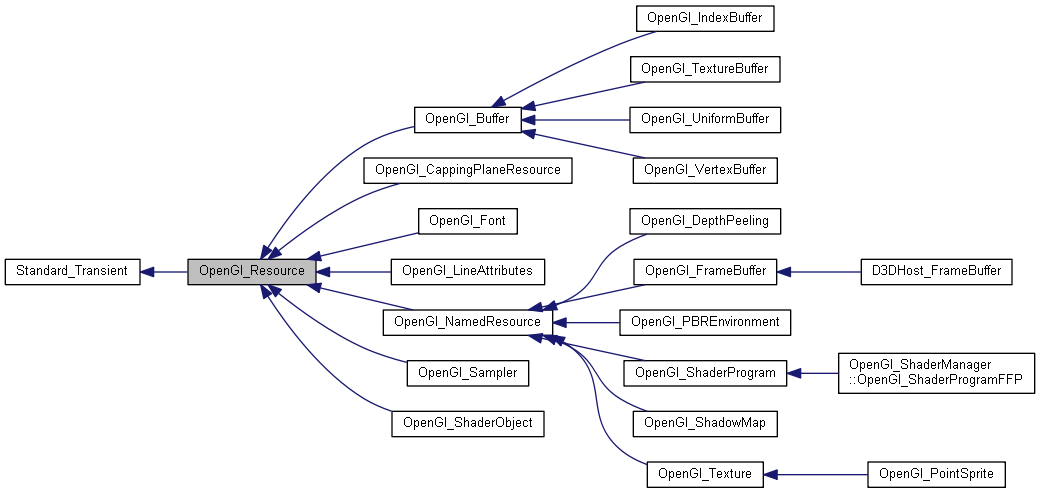 OpenGl_IndexBuffer
OpenGl_TextureBuffer
OpenGl_Buffer
OpenGl_UniformBuffer
OpenGl_CappingPlaneResource
OpenGl_VertexBuffer
OpenGl_Font
OpenGl_DepthPeeling
Standard_Transient
OpenGl_Resource
OpenGl_LineAttributes
OpenGl_FrameBuffer
D3DHost_FrameBuffer
OpenGl_NamedResource
OpenGl_PBREnvironment
OpenGl_Sampler
OpenGl_ShaderProgram
OpenGl_ShaderManager
::OpenGl_ShaderProgramFFP
OpenGl_ShaderObject
OpenGl_ShadowMap
OpenGl_Texture
OpenGl_PointSprite